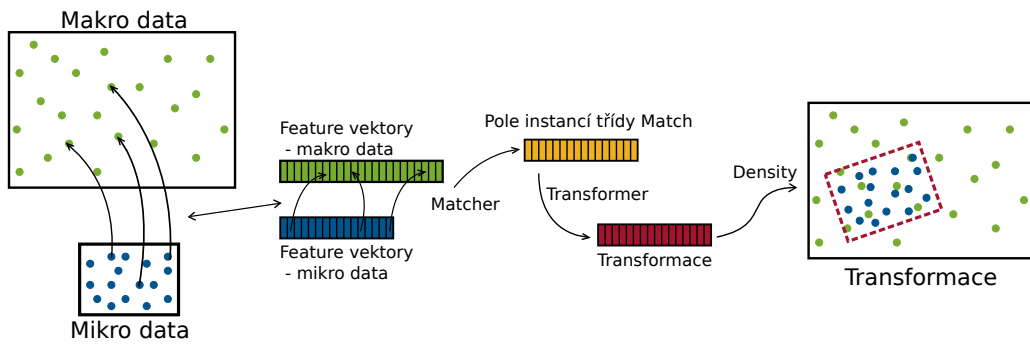 Makro data
Mikro data
Feature vektory
- makro data
Feature vektory
- mikro data
Matcher
Pole instancí třídy Match
Transformer
Transformace
Density
Transformace